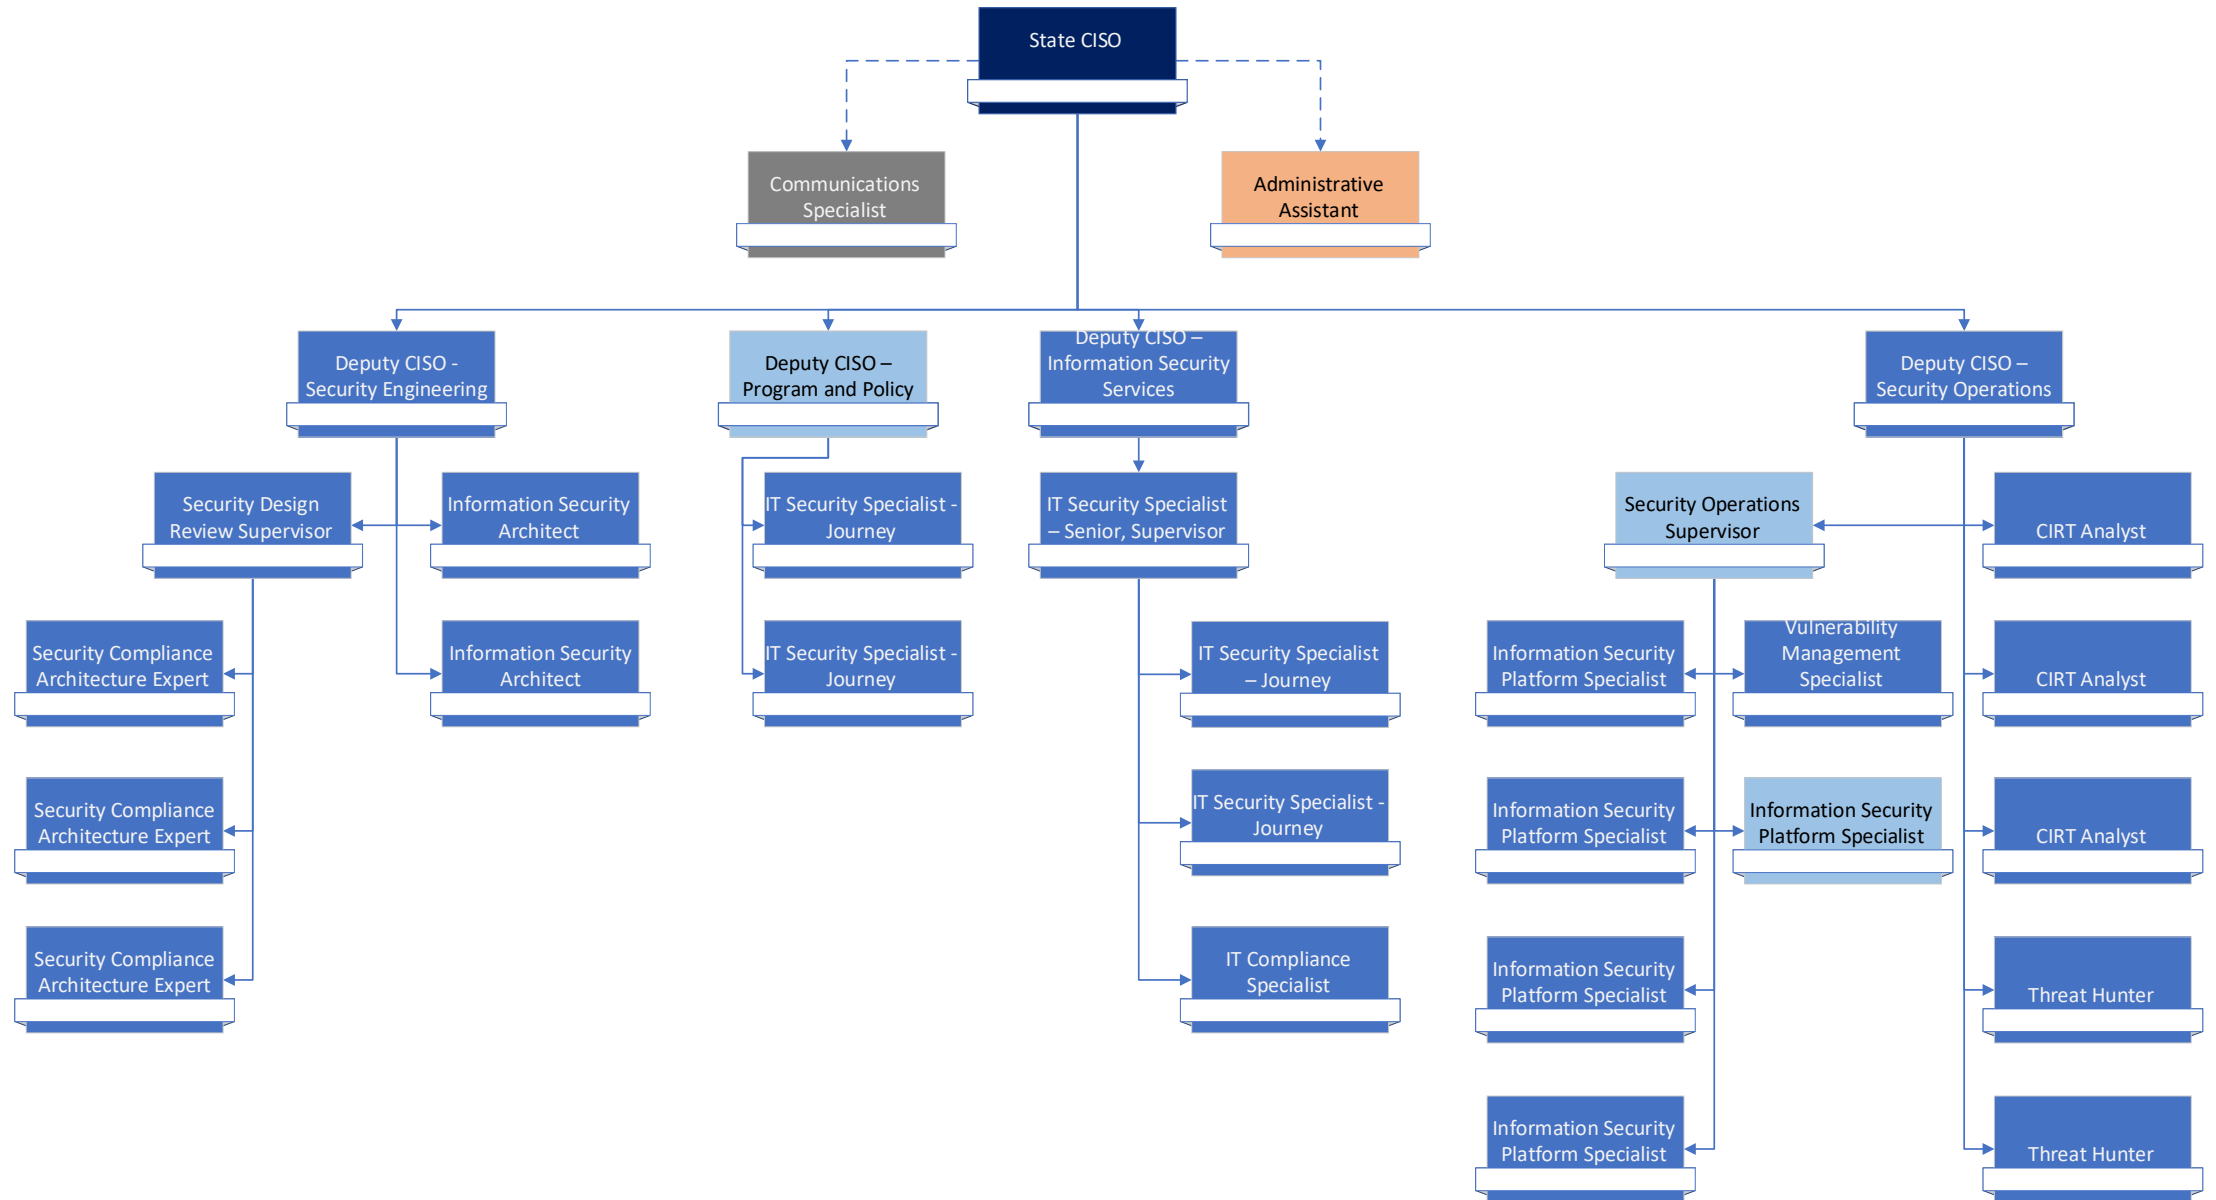 State CISO
Communications
Specialist
Administrative
Assistant
Deputy CISO -
Security Engineering
Deputy CISO –
Program and Policy
Deputy CISO –
Information Security
Services
Deputy CISO –
Security Operations
Security Design
Review Supervisor
Information Security
Architect
IT Security Specialist -
Journey
IT Security Specialist
– Senior, Supervisor
Security Operations
Supervisor
CIRT Analyst
Security Compliance
Architecture Expert
Information Security
Architect
IT Security Specialist -
Journey
IT Security Specialist
– Journey
Information Security
Platform Specialist
Vulnerability
Management
Specialist
CIRT Analyst
Security Compliance
Architecture Expert
IT Security Specialist -
Journey
Information Security
Platform Specialist
Information Security
Platform Specialist
CIRT Analyst
Security Compliance
Architecture Expert
IT Compliance
Specialist
Information Security
Platform Specialist
Threat Hunter
Information Security
Platform Specialist
Threat Hunter